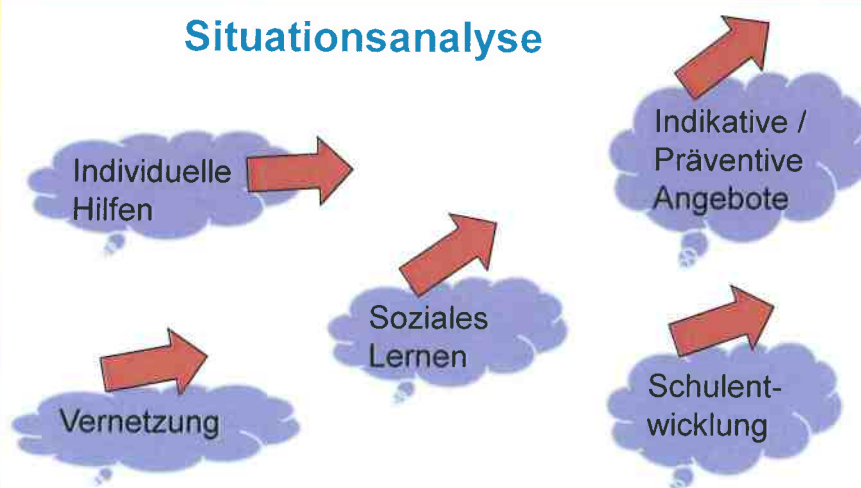 Situationsanalyse
Individuelle
Hilfen
Indikative /
Präventive
Angebote
Soziales
Lernen
Vernetzung
Schulent-
wicklung